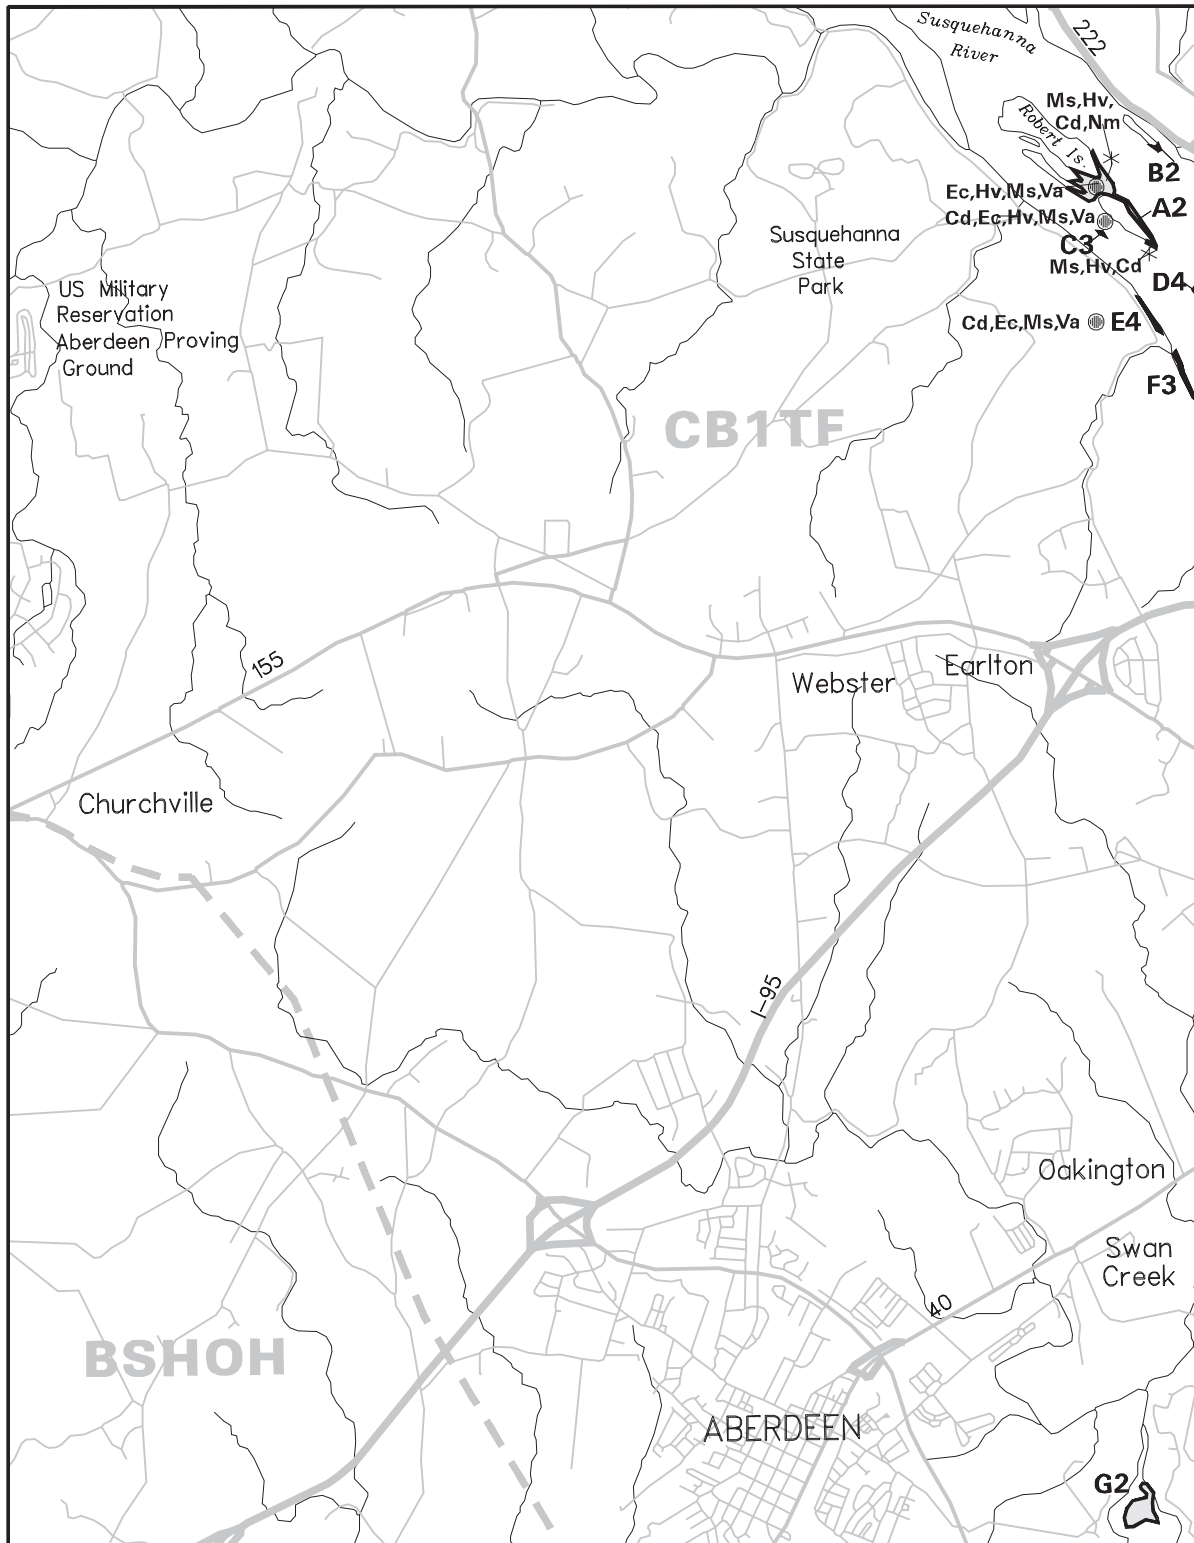 Susquehanna
River
222
Ms,Hv,
Cd,Nm
Robert Is.
B2
Ec,Hv,Ms,Va
A2
Cd,Ec,Hv,Ms,Va
C3
Ms,Hv,Cd
D4
Susquehanna
State
Park
US Military
Reservation
Aberdeen Proving
Ground
Cd,Ec,Ms,Va
E4
F3
CB1TF
155
Webster
Earlton
Churchville
I-95
Oakington
Swan
Creek
40
BSHOH
ABERDEEN
G2